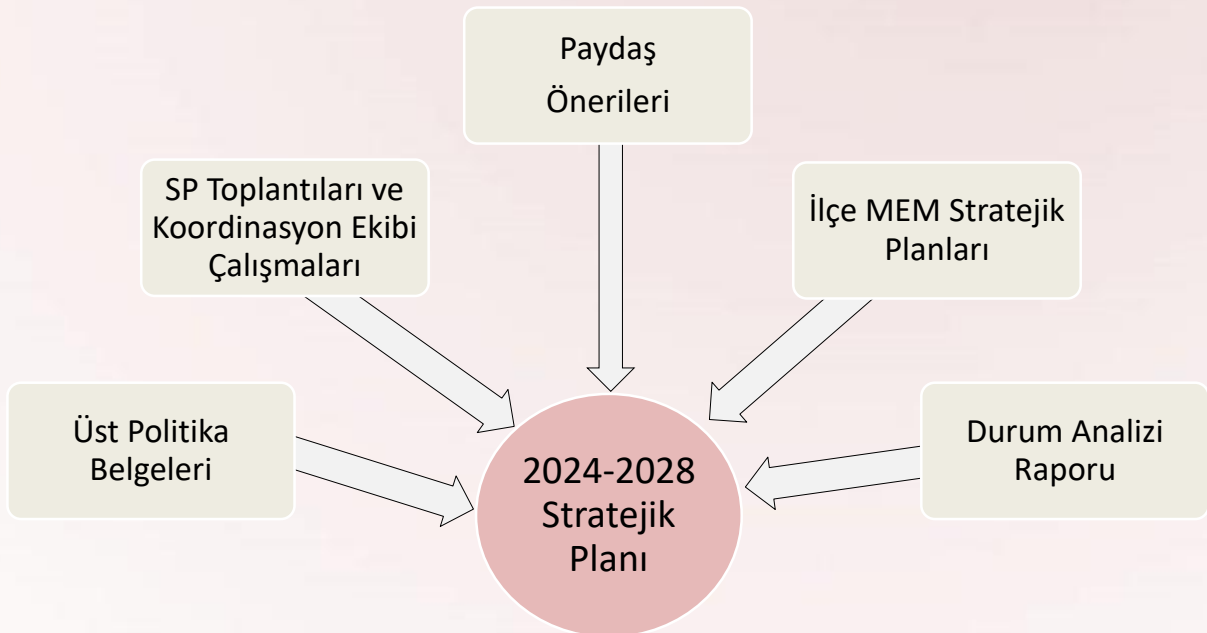 Paydaş
Önerileri
SP Toplantıları ve
Koordinasyon Ekibi
Çalışmaları
İlçe MEM Stratejik
Planları
Üst Politika
Belgeleri
2024-2028
Stratejik
Planı
Durum Analizi
Raporu